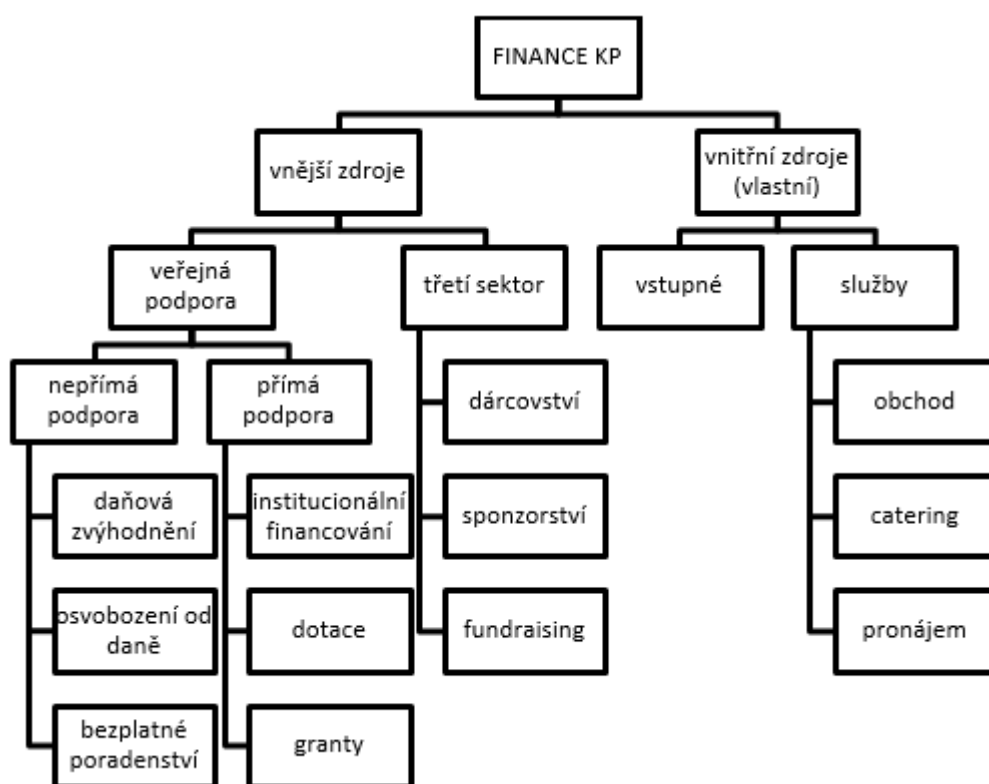 FINANCE KP
vnější zdroje
vnitřní zdroje
(vlastní)
veřejná
podpora
třetí sektor
vstupné
služby
nepřímá
podpora
přímá
podpora
dárcovství
obchod
daňová
zvýhodnění
institucionální
financování
sponzorství
catering
osvobození od
daně
dotace
fundraising
pronájem
bezplatné
poradenství
granty